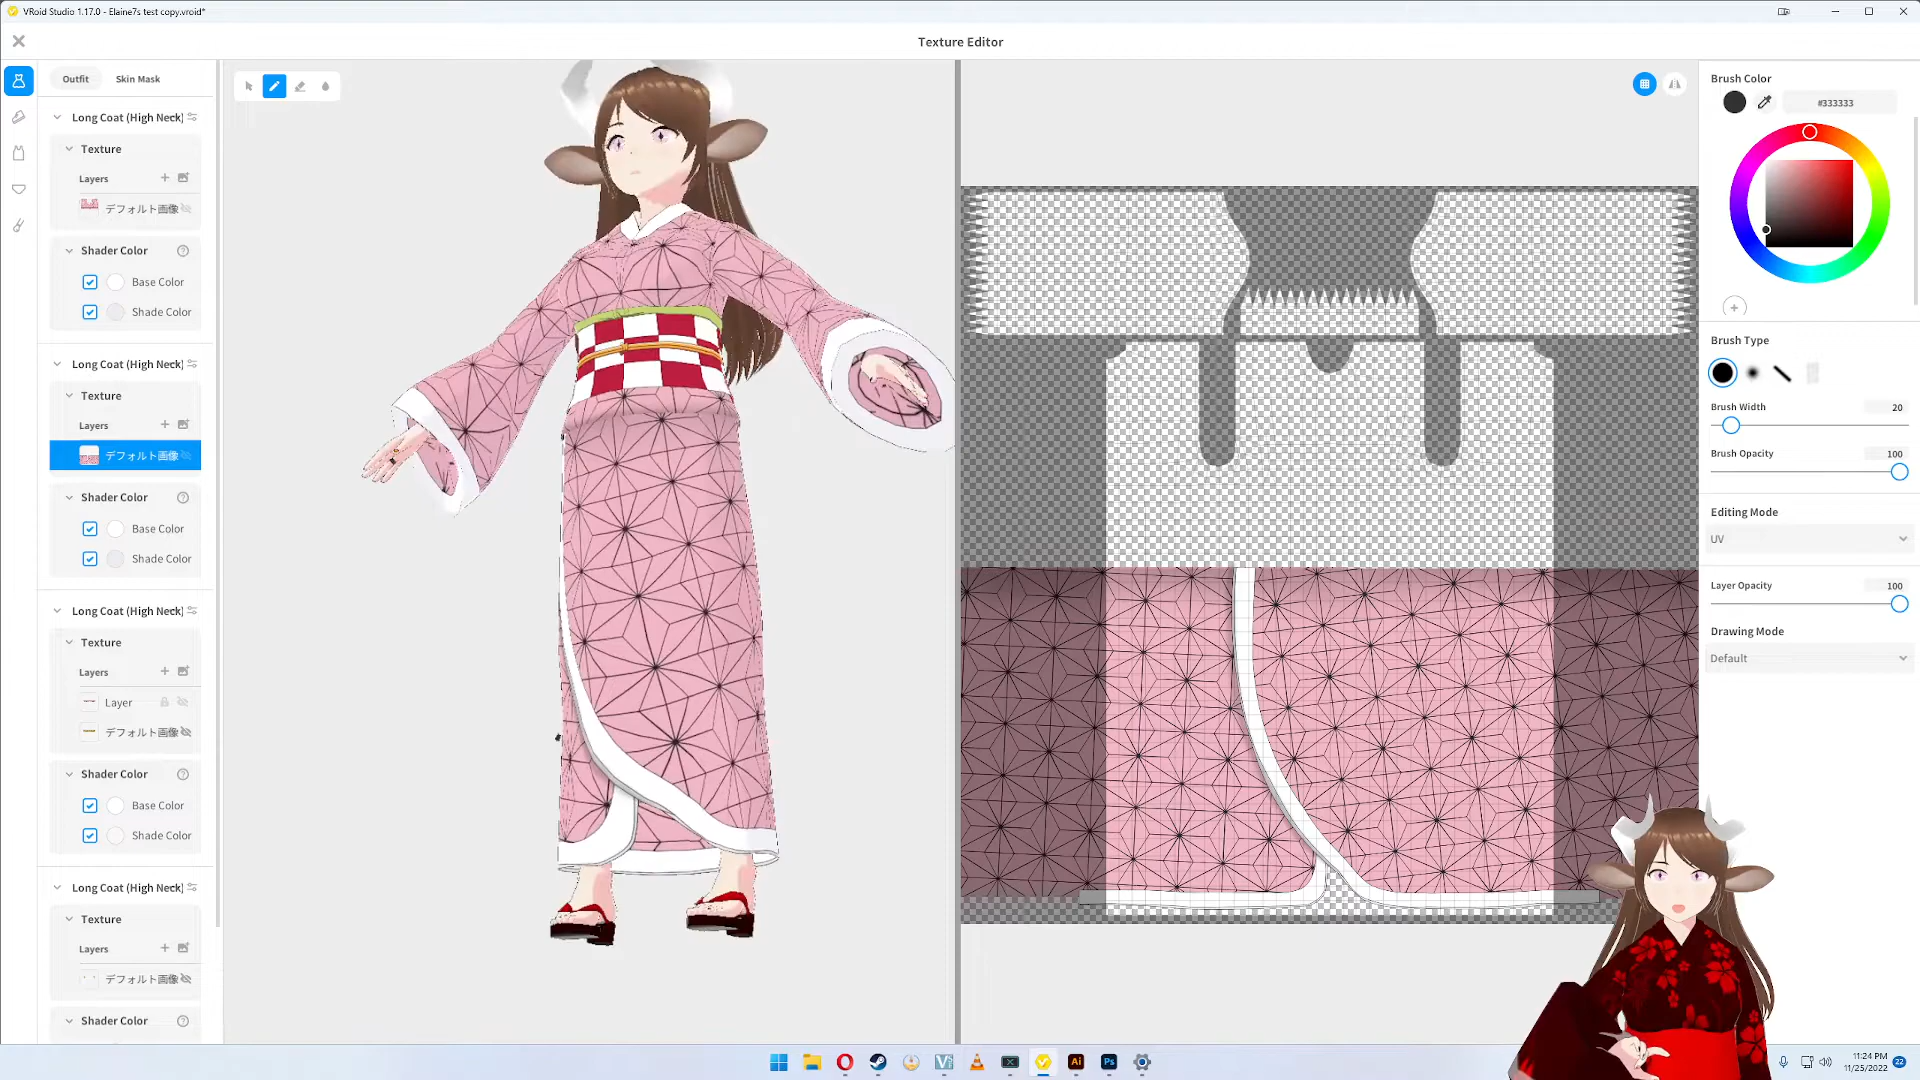 VRoid Studio 1.17.0 - Elaine7s test copy.vroid*
Texture Editor
Outfit
Skin Mask
Long Coat (High Neck)
Texture
Layers
デフォルト画像
Shader Color
Base Color
Shade Color
Long Coat (High Neck)
Texture
Layers
デフォルト画像
Shader Color
Base Color
Shade Color
Long Coat (High Neck)
Texture
Layers
Layer
デフォルト画像
Shader Color
Base Color
Shade Color
Long Coat (High Neck)
Texture
Layers
デフォルト画像
Shader Color
Brush Color
#333333
Brush Type
Brush Width
20
Brush Opacity
100
Editing Mode
UV
Layer Opacity
100
Drawing Mode
Default
Ai
Ps
11:24 PM
11/25/2022
22